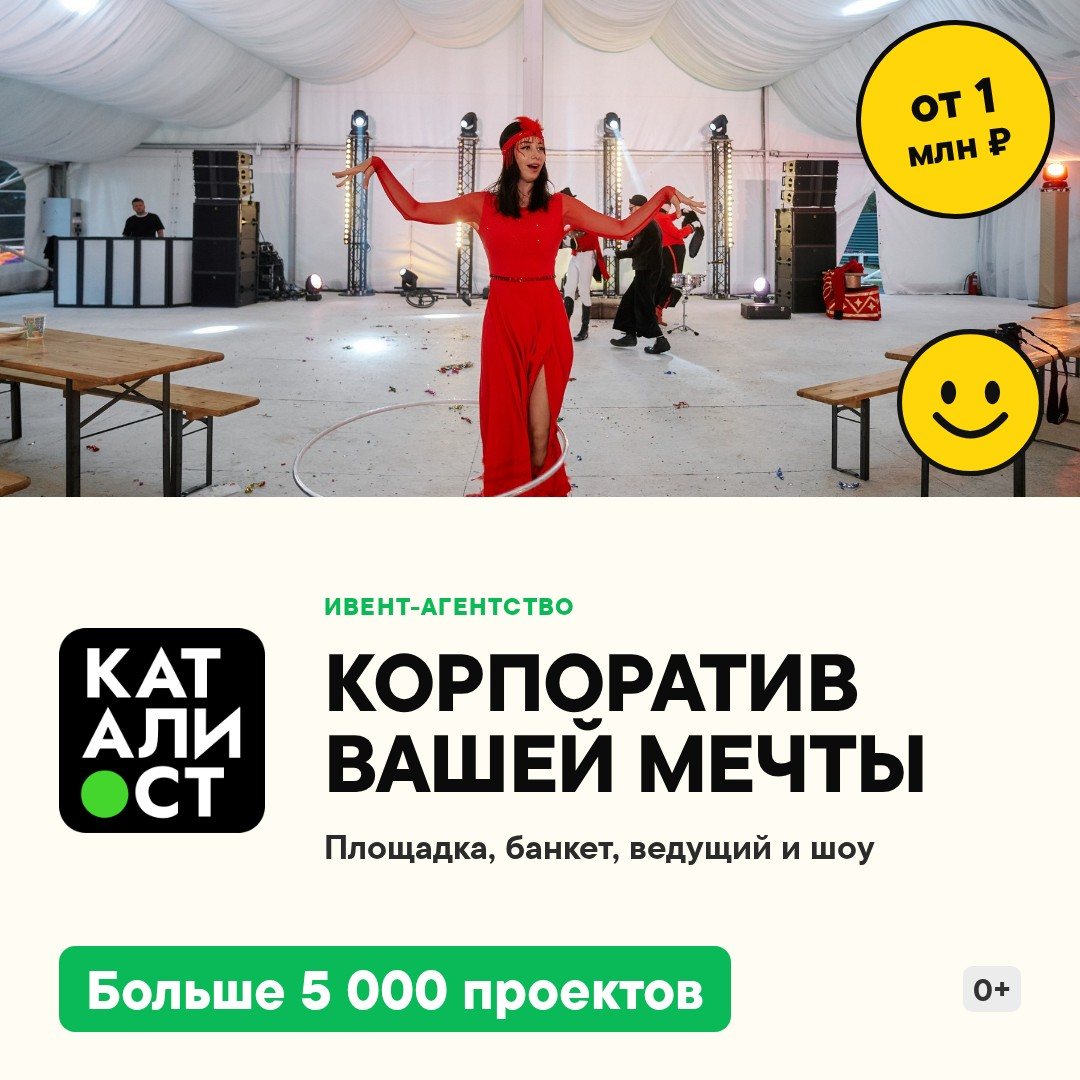 от 1
млн ₽
ИВЕНТ-АГЕНТСТВО
КАТ
АЛИ
ОСТ
КОРПОРАТИВ
ВАШЕЙ МЕЧТЫ
Площадка, банкет, ведущий и шоу
Больше 5 000 проектов
0+